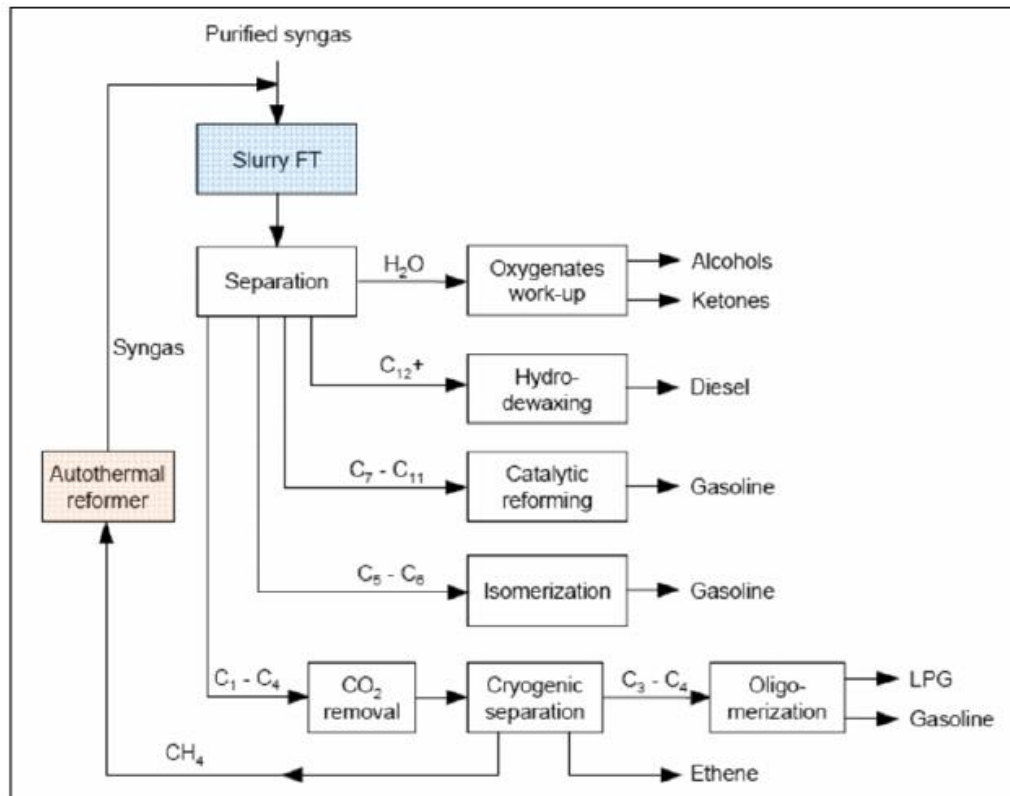 Purified syngas
Slurry FT
Separation
H₂O
Oxygenates
work-up
Alcohols
Ketones
Syngas
C₁₂+
Hydro-
dewaxing
Diesel
Autothermal
reformer
C₇ - C₁₁
Catalytic
reforming
Gasoline
C₅ - C₆
Isomerization
Gasoline
C₁ - C₄
CO₂
removal
Cryogenic
separation
C₃ - C₄
Oligo-
merization
LPG
Gasoline
CH₄
Ethene